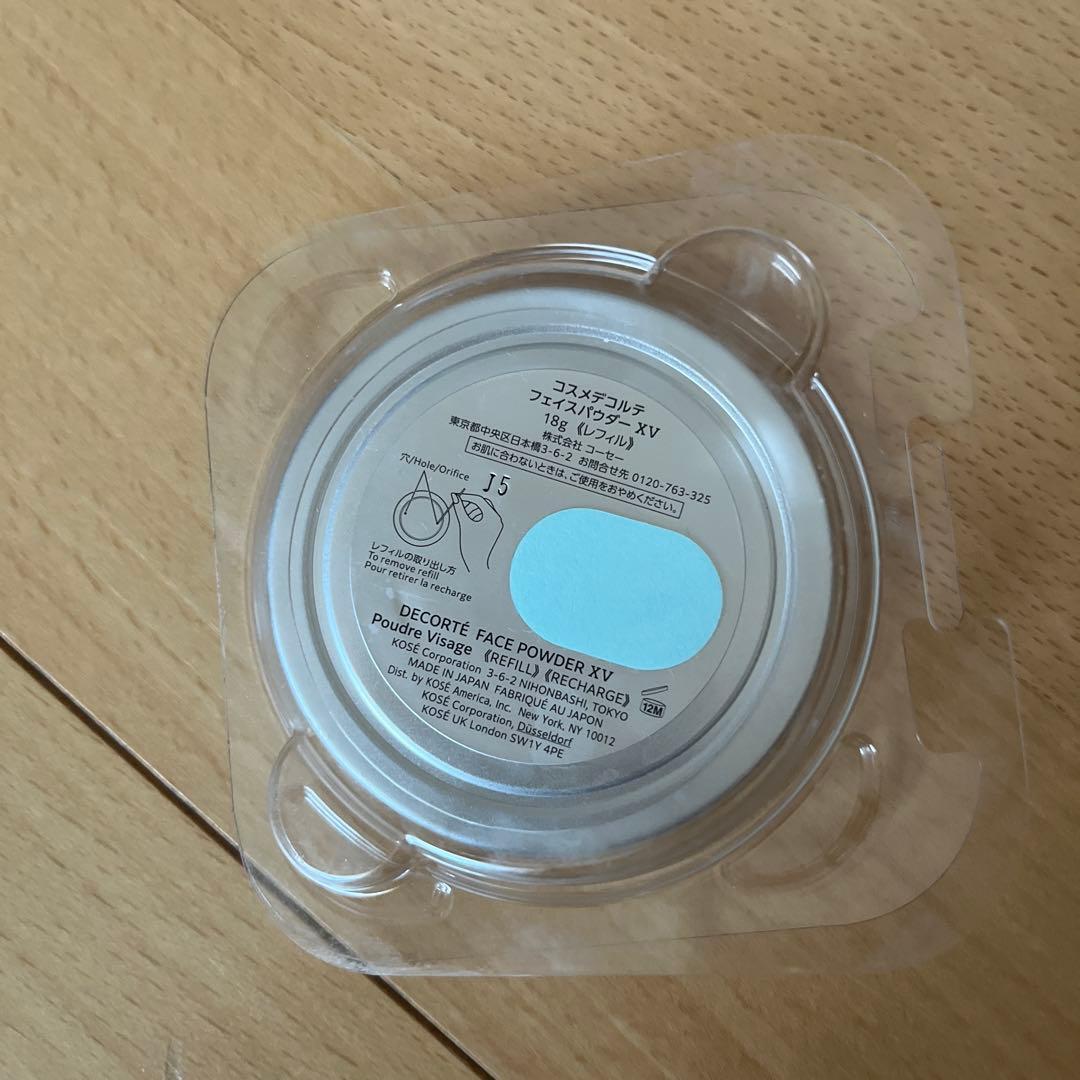 コスメデコルテ
フェイスパウダー XV
18g 《レフィル》
株式会社 コーセー
東京都中央区日本橋3-6-2 お問合せ先 0120-763-325
お肌に合わないときは、ご使用をおやめください。
穴/Hole/Orifice
J5
レフィルの取り出し方
To remove refill
Pour retirer la recharge
DECORTÉ FACE POWDER XV
Poudre Visage 《REFILL》《RECHARGE》
KOSÉ Corporation 3-6-2 NIHONBASHI, TOKYO
MADE IN JAPAN FABRIQUÉ AU JAPON
Dist. by KOSÉ America, Inc. New York, NY 10012
KOSÉ Corporation, Düsseldorf
KOSÉ UK London SW1Y 4PE
12M